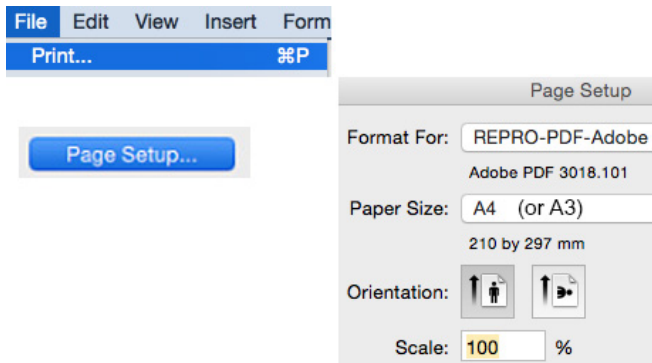 File Edit View Insert Form
Print... ⌘P
Page Setup...
Page Setup
Format For: REPRO-PDF-Adobe
Adobe PDF 3018.101
Paper Size: A4 (or A3)
210 by 297 mm
Orientation:
Scale: 100 %